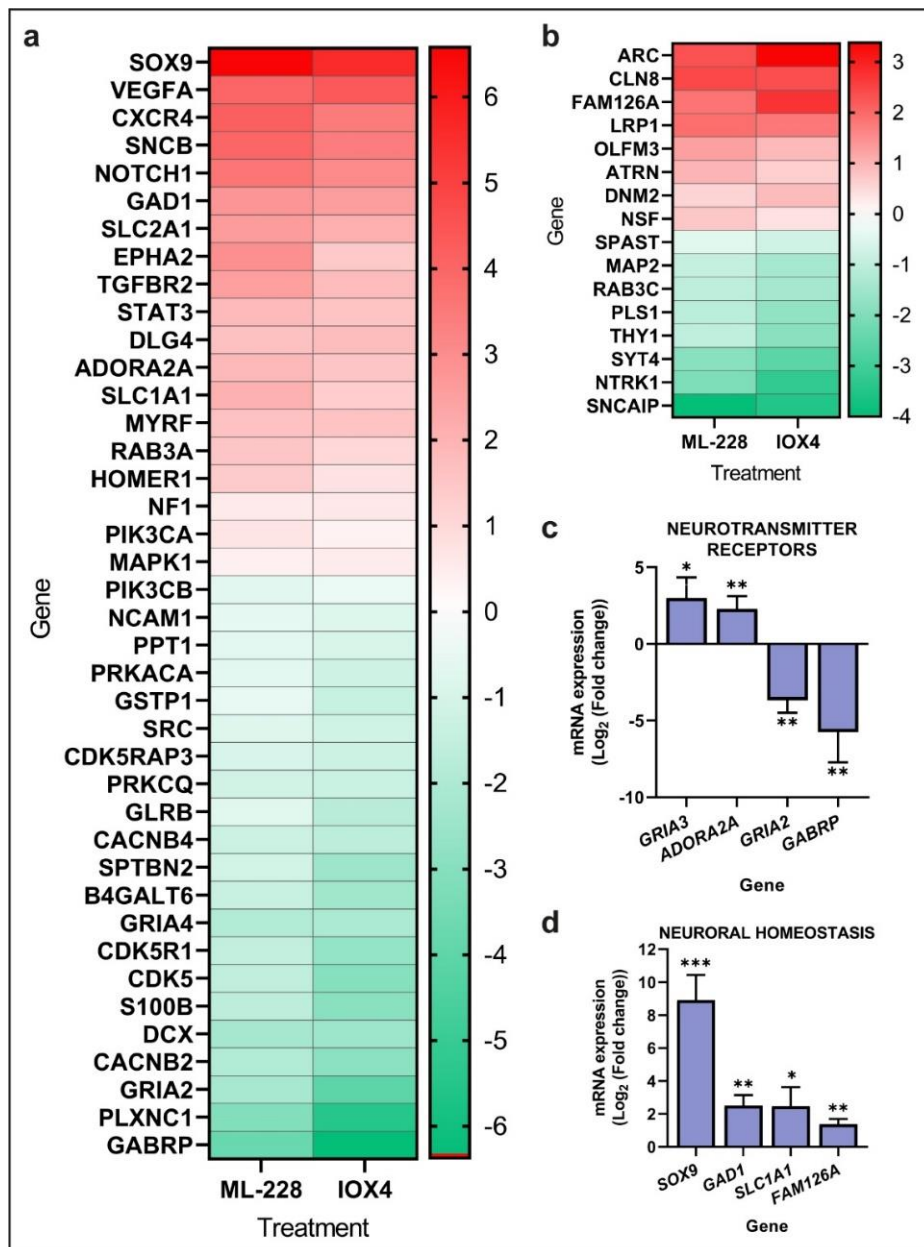 a
SOX9
VEGFA
CXCR4
SNCB
NOTCH1
GAD1
SLC2A1
EPHA2
TGFBR2
STAT3
DLG4
ADORA2A
SLC1A1
MYRF
RAB3A
HOMER1
NF1
PIK3CA
MAPK1
PIK3CB
NCAM1
PPT1
PRKACA
GSTP1
SRC
CDK5RAP3
PRKCQ
GLRB
CACNB4
SPTBN2
B4GALT6
GRIA4
CDK5R1
CDK5
S100B
DCX
CACNB2
GRIA2
PLXNC1
GABRP
Gene
ML-228 IOX4
Treatment
6
5
4
3
2
1
0
-1
-2
-3
-4
-5
-6
b
ARC
CLN8
FAM126A
LRP1
OLFM3
ATRN
DNM2
NSF
SPAST
MAP2
RAB3C
PLS1
THY1
SYT4
NTRK1
SNCAIP
Gene
ML-228 IOX4
Treatment
3
2
1
0
-1
-2
-3
-4
c
NEUROTRANSMITTER
RECEPTORS
mRNA expression
(Log2 (Fold change))
5
0
-5
-10
* ** ** **
GRIA3 ADORA2A GRIA2 GABRP
Gene
d
NEURORAL HOMEOSTASIS
mRNA expression
(Log2 (Fold change))
12
10
8
6
4
2
0
*** ** * **
SOX9 GAD1 SLC1A1 FAM126A
Gene